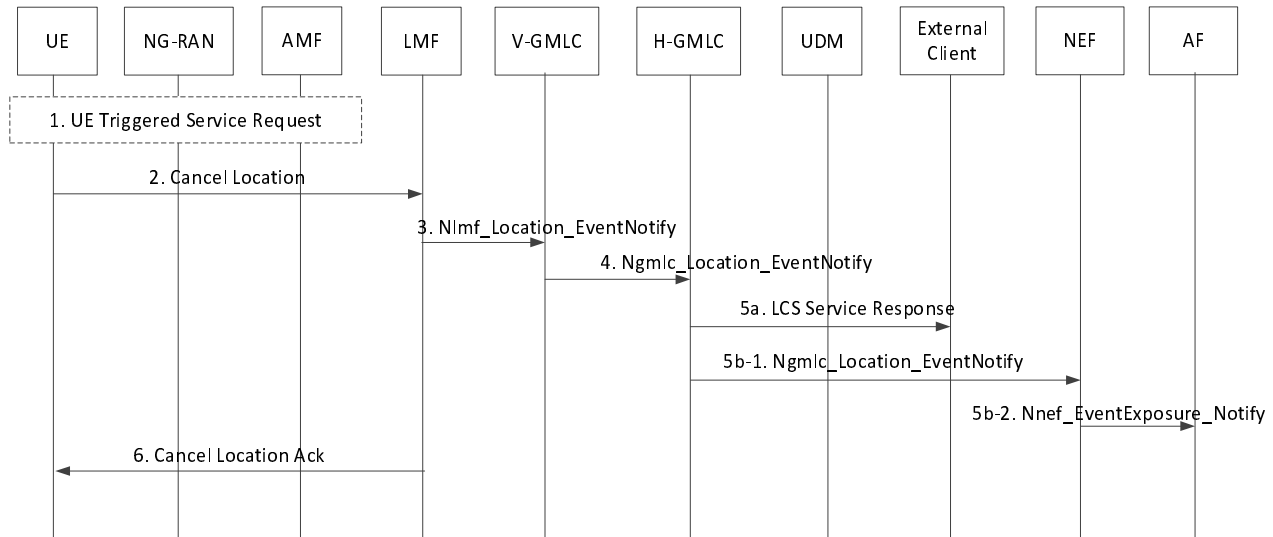 UE
NG-RAN
AMF
LMF
V-GMLC
H-GMLC
UDM
External
Client
NEF
AF
1. UE Triggered Service Request
2. Cancel Location
3. Nlmf_Location_EventNotify
4. Ngmlc_Location_EventNotify
5a. LCS Service Response
5b-1. Ngmlc_Location_EventNotify
5b-2. Nnef_EventExposure_Notify
6. Cancel Location Ack